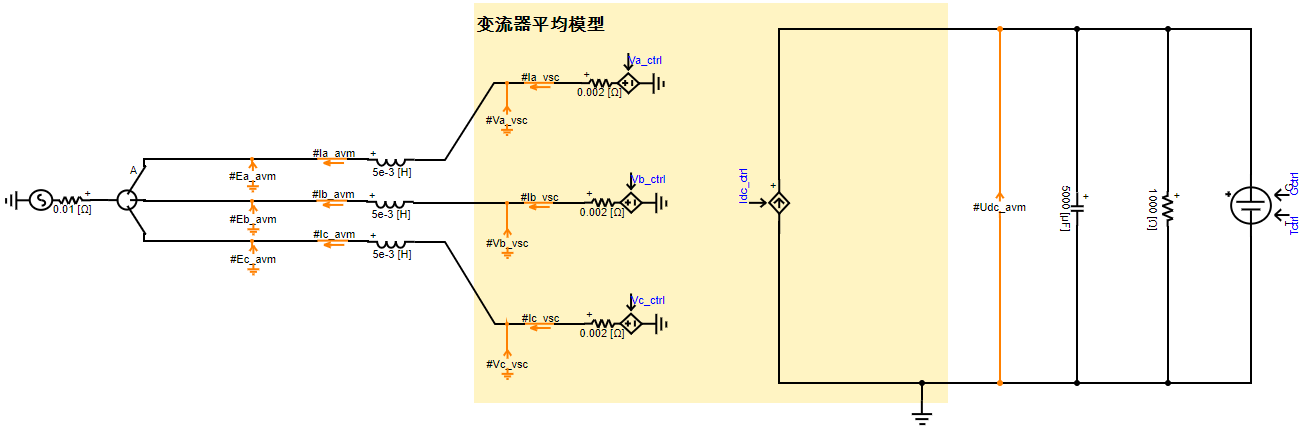 变流器平均模型
Va_ctrl
#Ia_vsc
+
0.002 [Ω]
#Va_vsc
A
#Ia_avm
+
5e-3 [H]
#Ea_avm
+
0.01 [Ω]
#Ib_avm
+
5e-3 [H]
#Eb_avm
#Ic_avm
+
5e-3 [H]
#Ec_avm
Vb_ctrl
#Ib_vsc
+
0.002 [Ω]
#Vb_vsc
Vc_ctrl
#Ic_vsc
+
0.002 [Ω]
#Vc_vsc
Idc_ctrl
+
#Udc_avm
+
5000 [µF]
+
1000 [Ω]
+
G
Gctrl
T
Tctrl